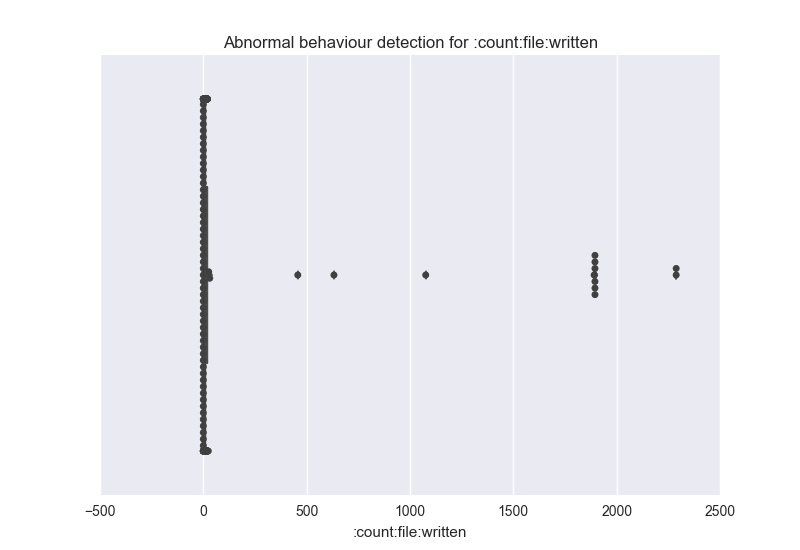 Abnormal behaviour detection for :count:file:written
−500 0 500 1000 1500 2000 2500
:count:file:written